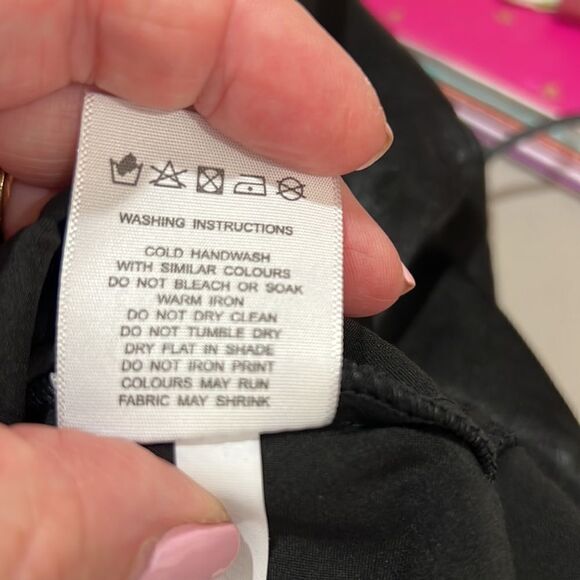 WASHING INSTRUCTIONS
COLD HANDWASH
WITH SIMILAR COLOURS
DO NOT BLEACH OR SOAK
WARM IRON
DO NOT DRY CLEAN
DO NOT TUMBLE DRY
DRY FLAT IN SHADE
DO NOT IRON PRINT
COLOURS MAY RUN
FABRIC MAY SHRINK